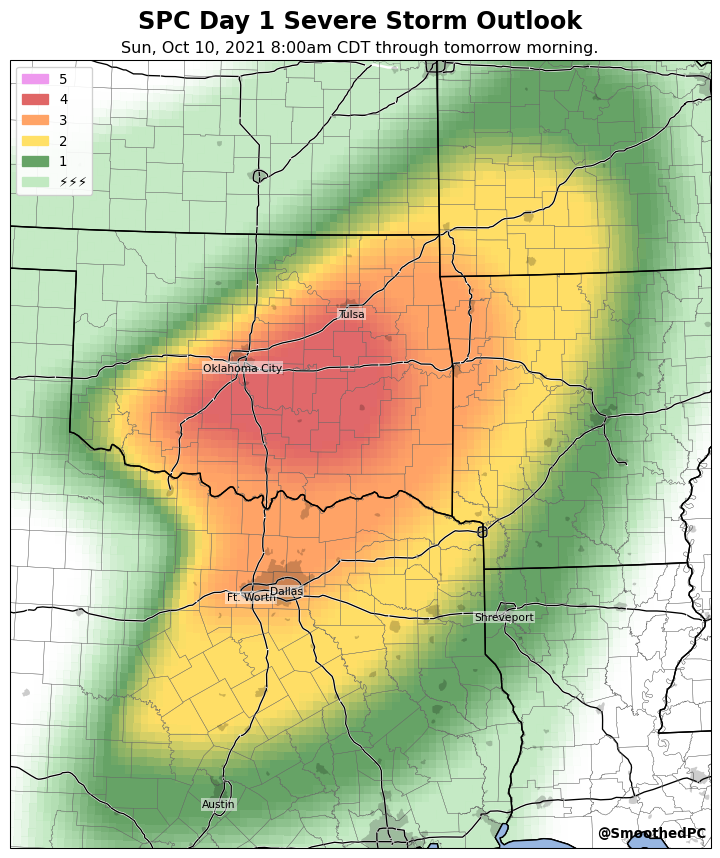 SPC Day 1 Severe Storm Outlook
Sun, Oct 10, 2021 8:00am CDT through tomorrow morning.
5
4
3
2
1
⚡⚡⚡
Tulsa
Oklahoma City
Dallas
Ft. Worth
Shreveport
Austin
@SmoothedPC